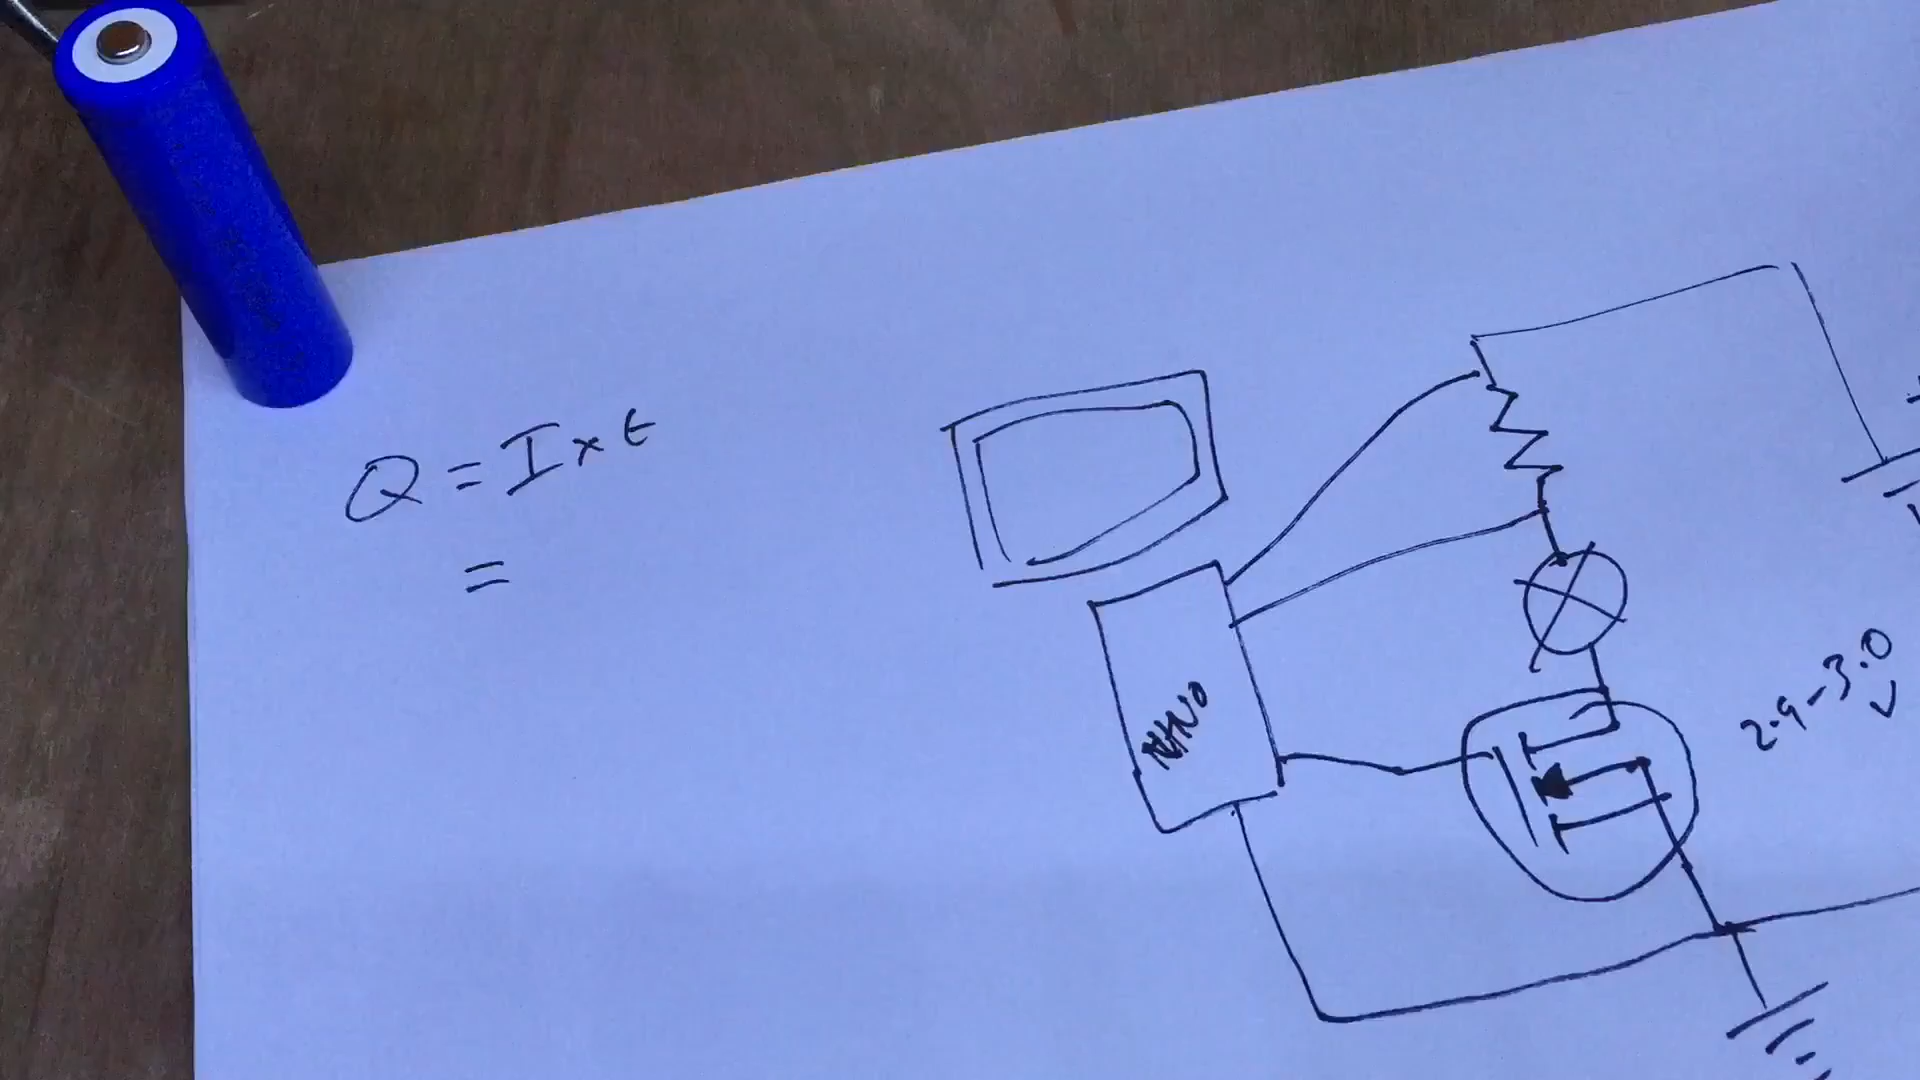 Q = I x t
=
NANO
2.9-3.0
V